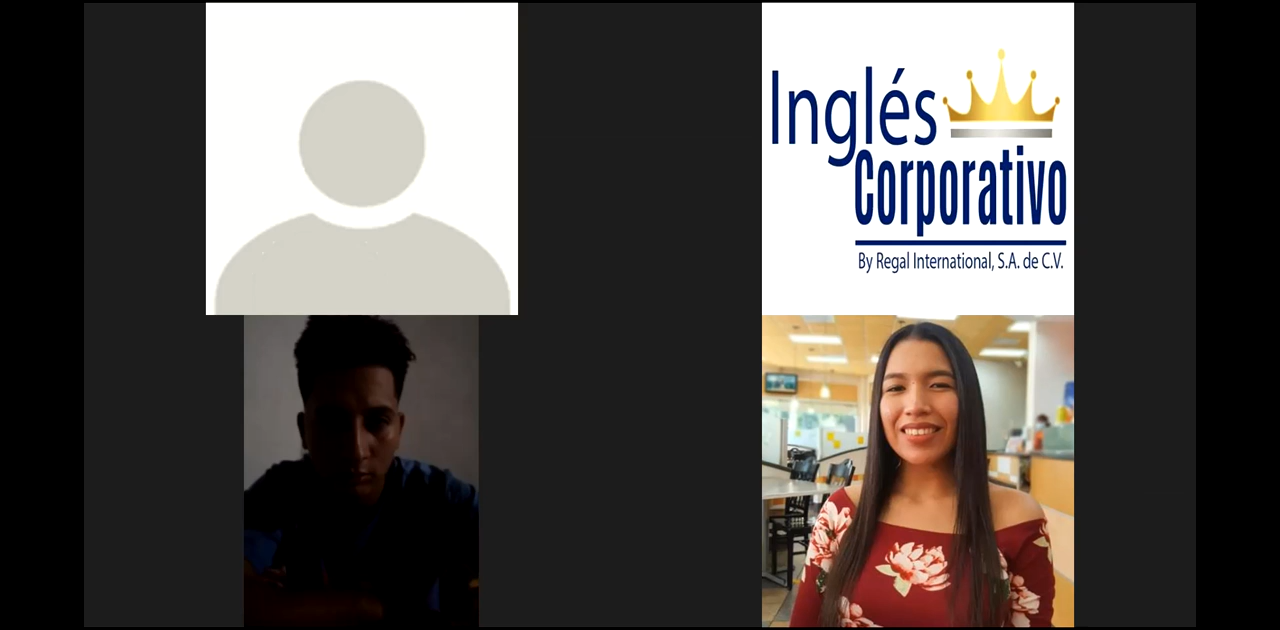 Inglés
Corporativo
By Regal International, S.A. de C.V.